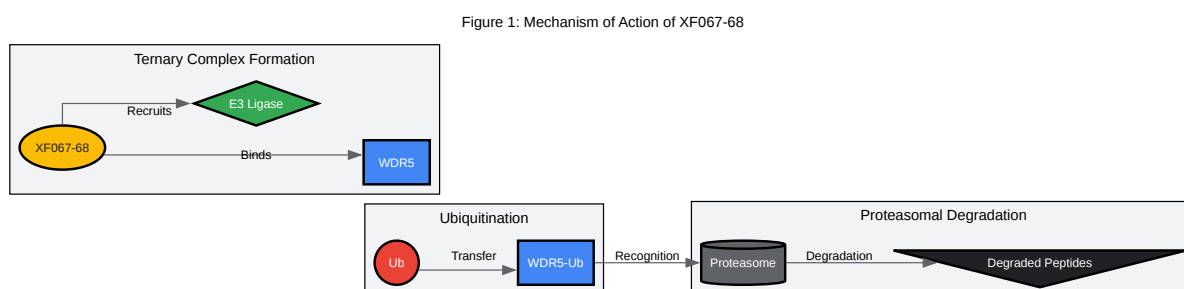 Figure 1: Mechanism of Action of XF067-68
Ternary Complex Formation
E3 Ligase
Recruits
XF067-68
Binds
WDR5
Ubiquitination
Ub
Transfer
WDR5-Ub
Recognition
Proteasomal Degradation
Proteasome
Degradation
Degraded Peptides